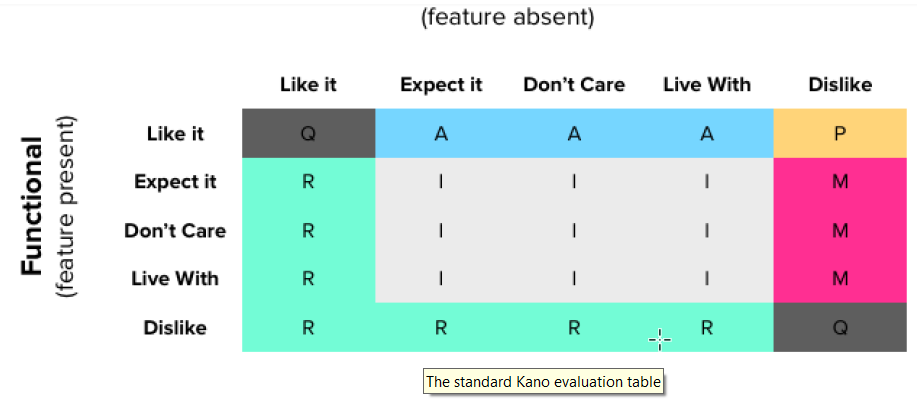 (feature absent)
Like it Expect it Don't Care Live With Dislike
Functional
(feature present)
Like it Q A A A P
Expect it R I I I M
Don't Care R I I I M
Live With R I I I M
Dislike R R R R Q
The standard Kano evaluation table